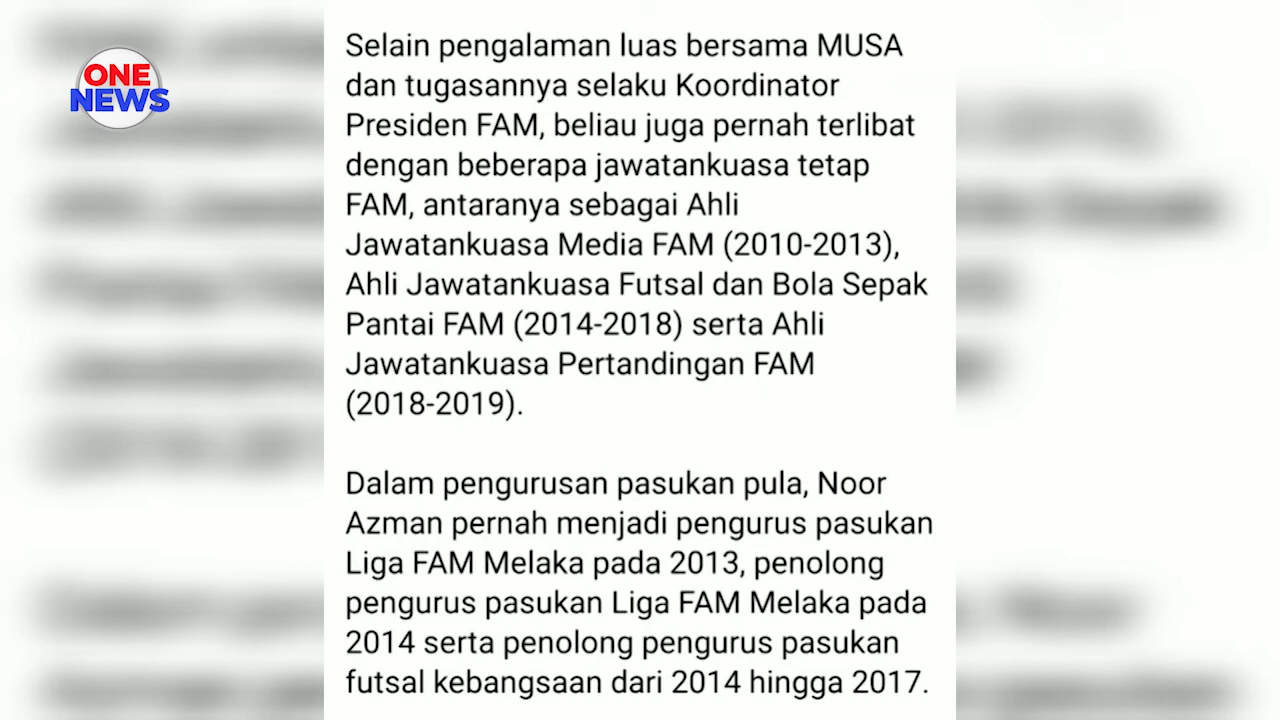 ONE
NEWS
Selain pengalaman luas bersama MUSA
dan tugasannya selaku Koordinator
Presiden FAM, beliau juga pernah terlibat
dengan beberapa jawatankuasa tetap
FAM, antaranya sebagai Ahli
Jawatankuasa Media FAM (2010-2013),
Ahli Jawatankuasa Futsal dan Bola Sepak
Pantai FAM (2014-2018) serta Ahli
Jawatankuasa Pertandingan FAM
(2018-2019).
Dalam pengurusan pasukan pula, Noor
Azman pernah menjadi pengurus pasukan
Liga FAM Melaka pada 2013, penolong
pengurus pasukan Liga FAM Melaka pada
2014 serta penolong pengurus pasukan
futsal kebangsaan dari 2014 hingga 2017.